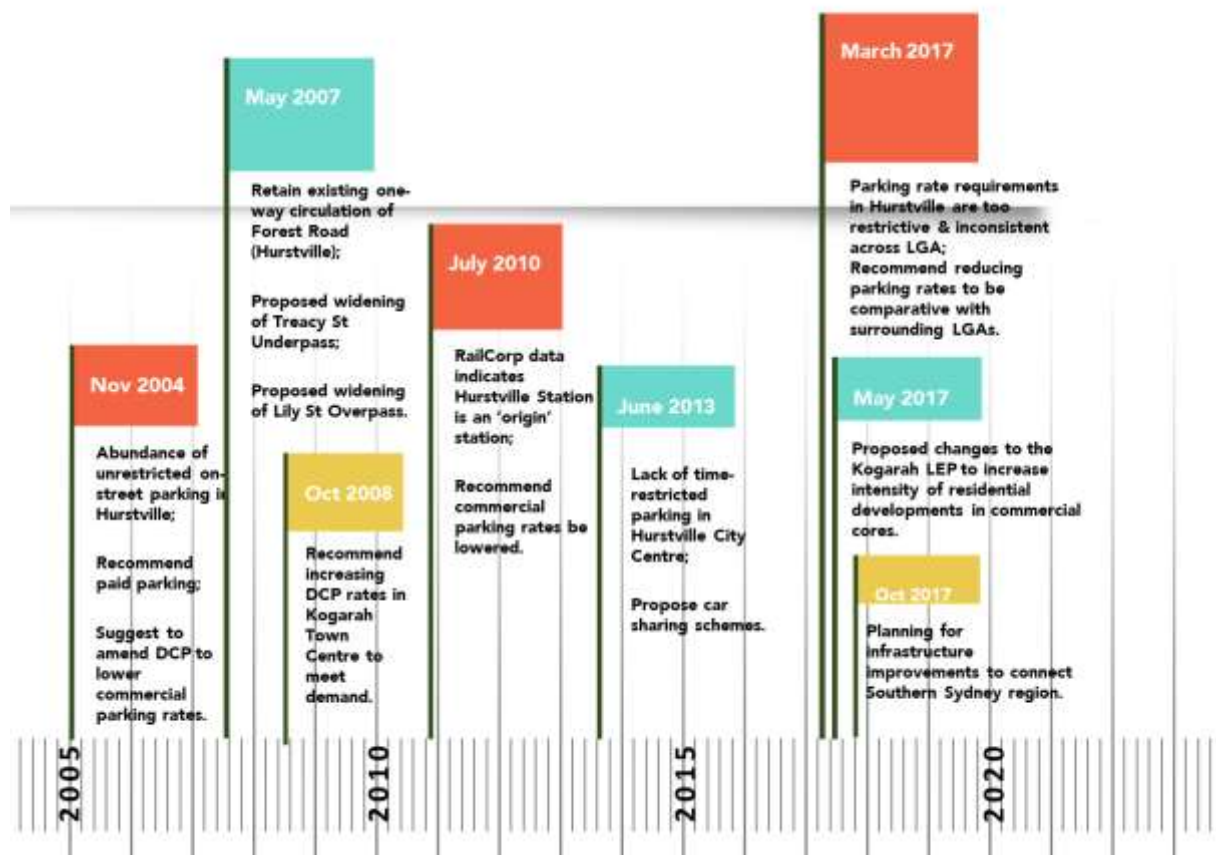 Nov 2004
Abundance of
unrestricted on-
street parking in
Hurstville;
Recommend
paid parking;
Suggest to
amend DCP to
lower
commercial
parking rates.
May 2007
Retain existing one-
way circulation of
Forest Road
(Hurstville);
Proposed widening
of Treacy St
Underpass;
Proposed widening
of Lily St Overpass.
Oct 2008
Recommend
increasing
DCP rates in
Kogarah
Town
Centre to
meet
demand.
July 2010
RailCorp data
indicates
Hurstville Station
is an ‘origin’
station;
Recommend
commercial
parking rates be
lowered.
June 2013
Lack of time-
restricted
parking in
Hurstville City
Centre;
Propose car
sharing schemes.
March 2017
Parking rate requirements
in Hurstville are too
restrictive & inconsistent
across LGA;
Recommend reducing
parking rates to be
comparative with
surrounding LGAs.
May 2017
Proposed changes to the
Kogarah LEP to increase
intensity of residential
developments in commercial
cores.
Oct 2017
Planning for
infrastructure
improvements to connect
Southern Sydney region.
2005
2010
2015
2020